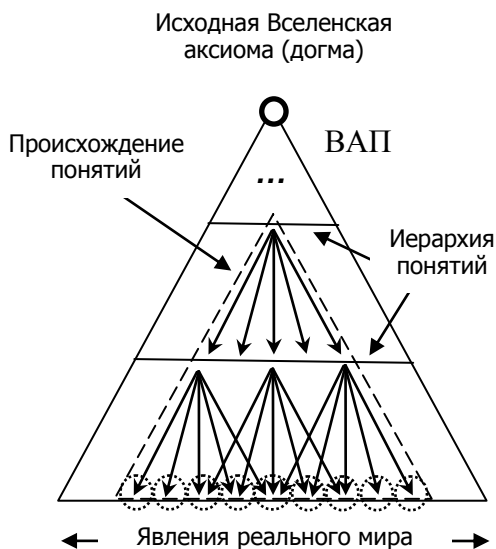 Исходная Вселенская
аксиома (догма)
ВАП
Происхождение
понятий
...
Иерархия
понятий
Явления реального мира